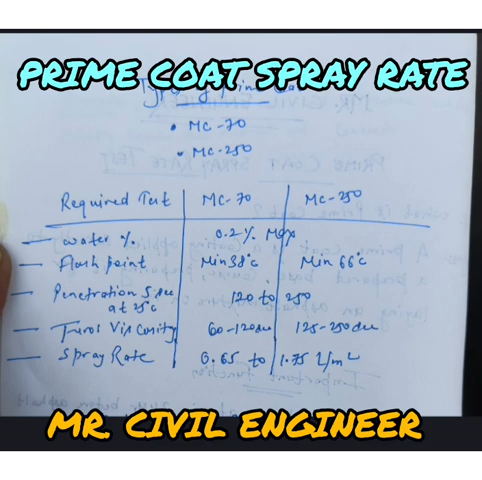 PRIME COAT SPRAY RATE
• MC-70
• MC-250
Required Test MC-70 MC-250
water % 0.2% Max
Flash point Min 38°C Min 66°C
Penetration 5 sec 120 to 250
at 25°C
Furol Viscosity 60-120sec 125-250sec
Spray Rate 0.65 to 1.75 L/m²
MR. CIVIL ENGINEER